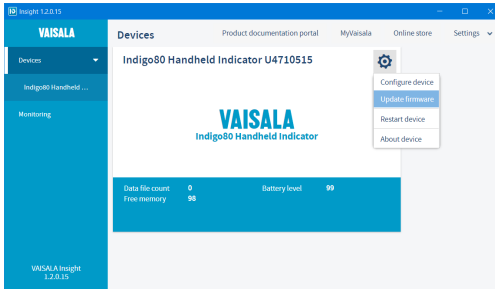 Insight 1.2.0.15
VAISALA
Devices
Product documentation portal
MyVaisala
Online store
Settings
Devices
Indigo80 Handheld ...
Monitoring
Indigo80 Handheld Indicator U4710515
Configure device
Update firmware
Restart device
About device
VAISALA
Indigo80 Handheld Indicator
Data file count 0 Battery level 99
Free memory 98
VAISALA Insight
1.2.0.15